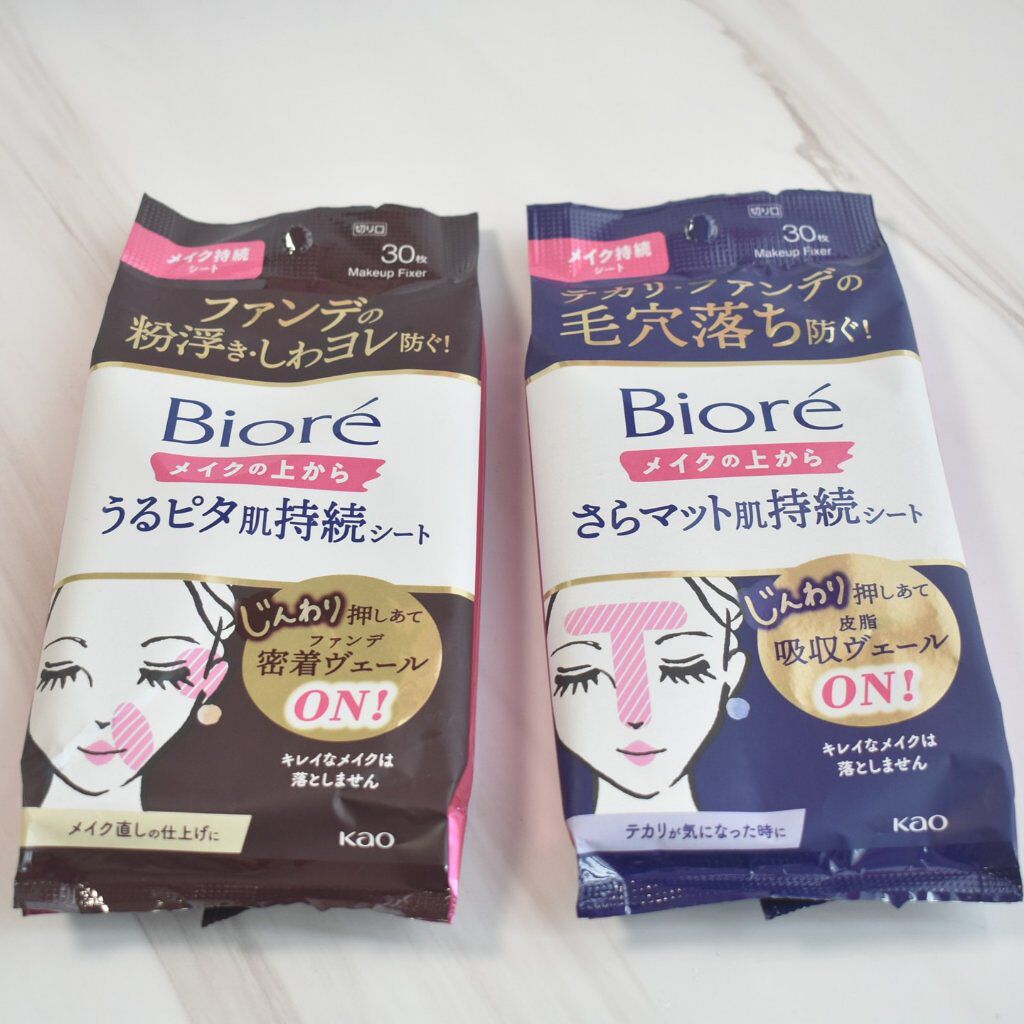 切り口
メイク持続
シート
30枚
Makeup Fixer
ファンデの
粉浮き・しわヨレ防ぐ!
Bioré
メイクの上から
うるピタ肌持続シート
じんわり押しあて
ファンデ
密着ヴェール
ON!
キレイなメイクは
落としません
メイク直しの仕上げに
Kao
切り口
メイク持続
シート
30枚
Makeup Fixer
テカリ・ファンデの
毛穴落ち防ぐ!
Bioré
メイクの上から
さらマット肌持続シート
じんわり押しあて
皮脂
吸収ヴェール
ON!
キレイなメイクは
落としません
テカリが気になった時に
Kao